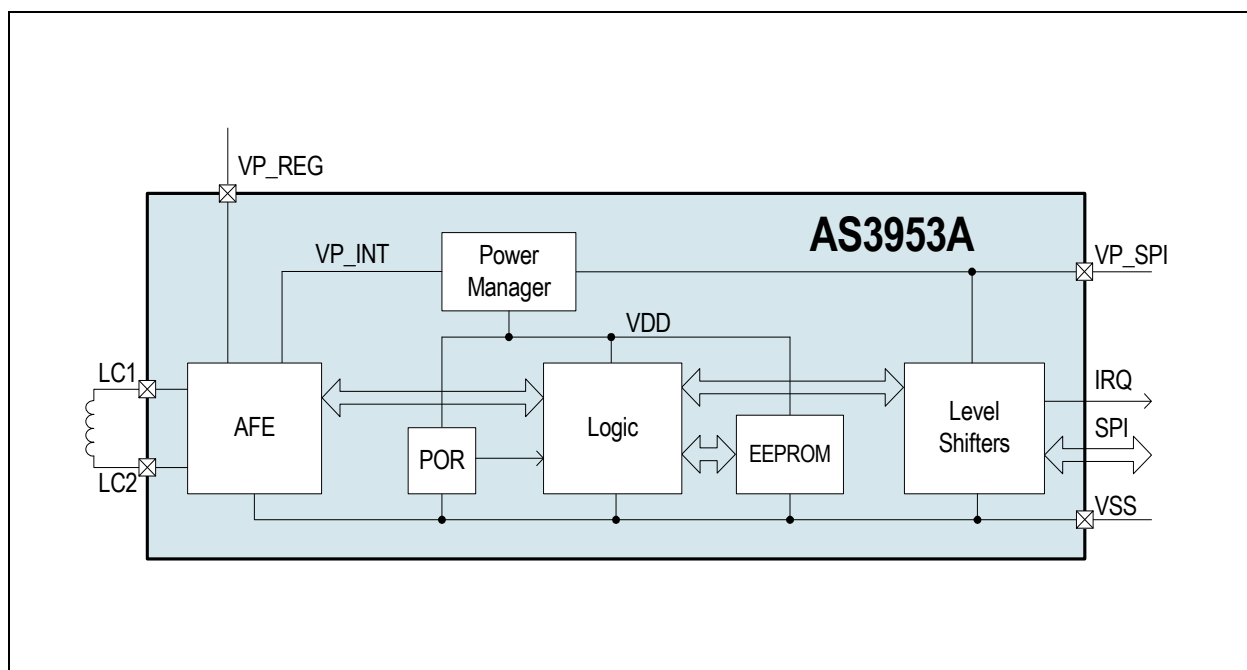 VP_REG
AS3953A
VP_INT
Power
Manager
VP_SPI
VDD
LC1
IRQ
AFE
Logic
Level
Shifters
SPI
POR
EEPROM
LC2
VSS